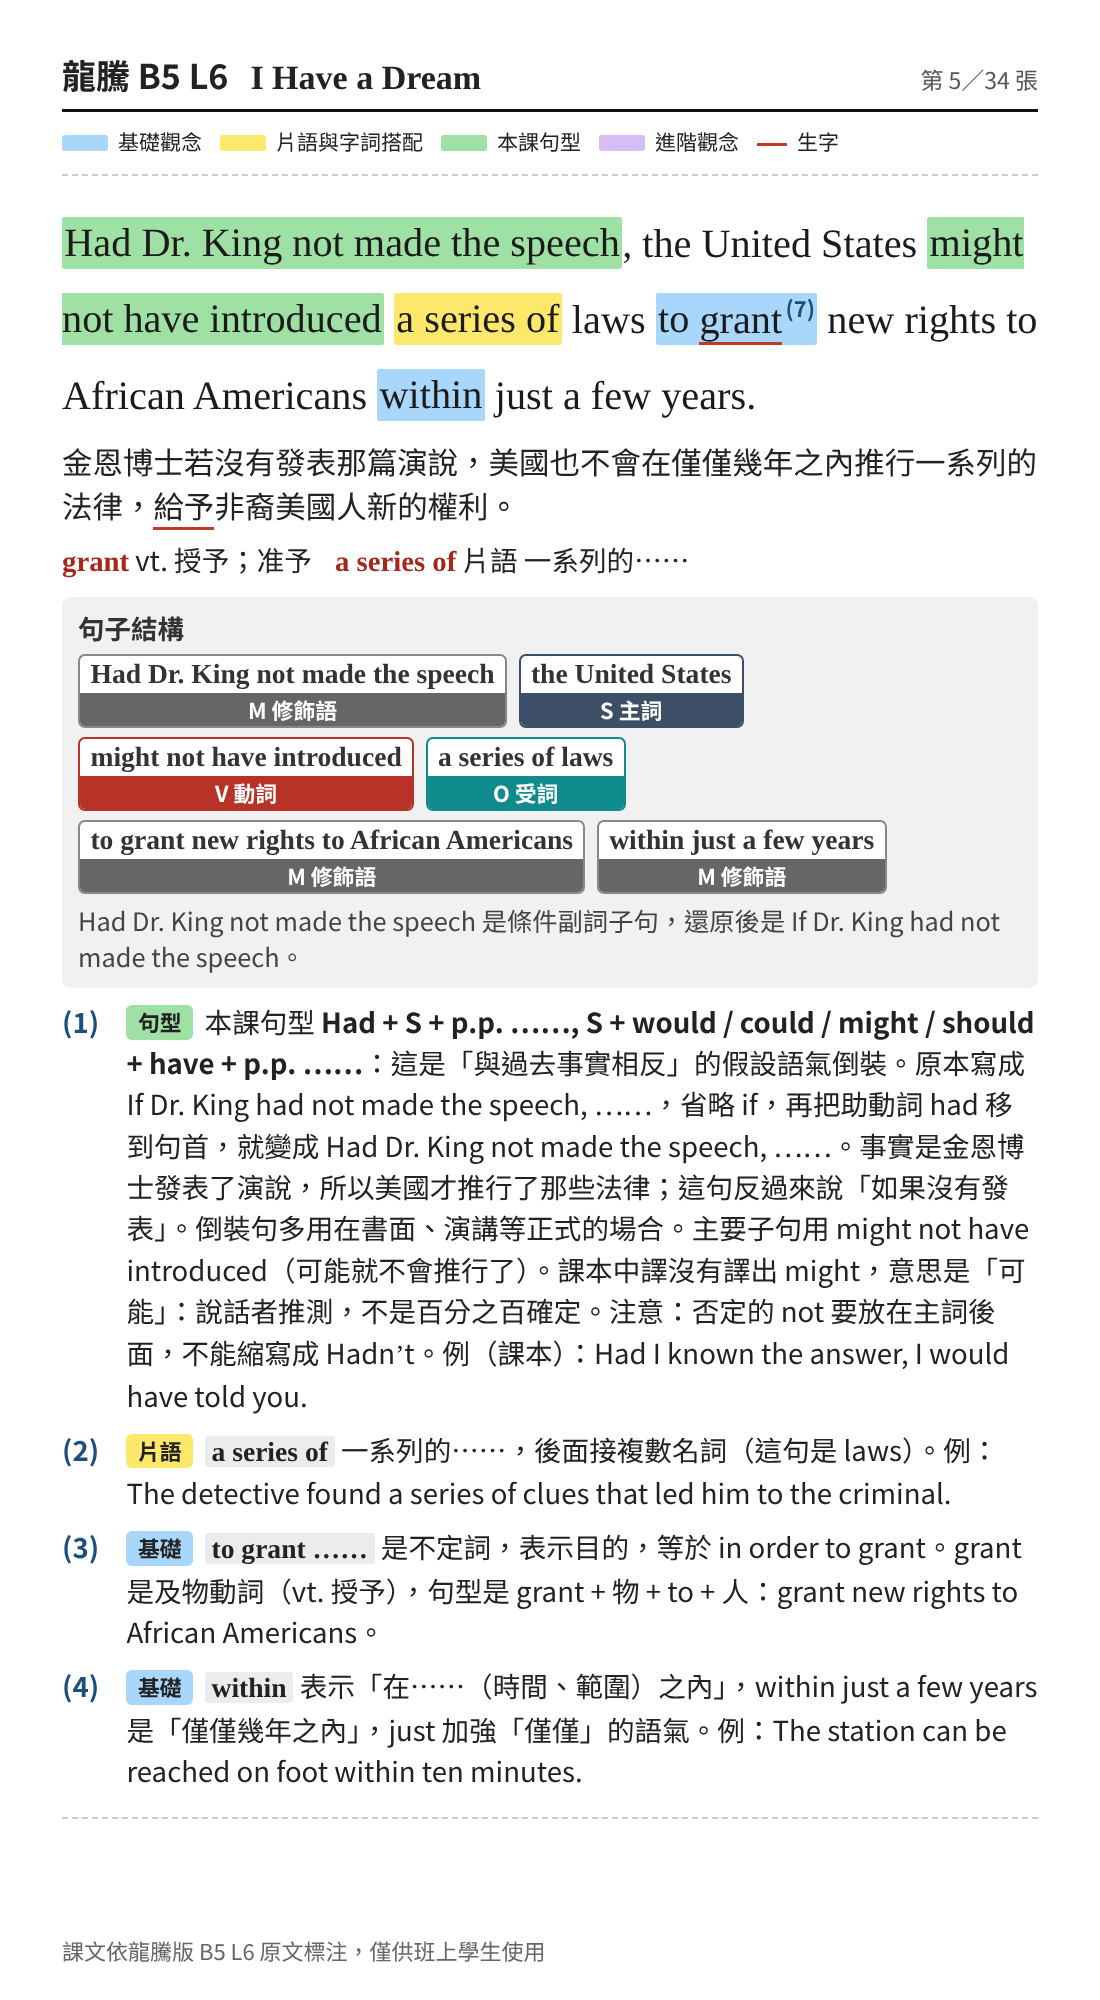 龍騰 B5 L6 I Have a Dream
第 5／34 張
基礎觀念 片語與字詞搭配 本課句型 進階觀念 生字
Had Dr. King not made the speech, the United States might
not have introduced a series of laws to grant(7) new rights to
African Americans within just a few years.
金恩博士若沒有發表那篇演說，美國也不會在僅僅幾年之內推行一系列的
法律，給予非裔美國人新的權利。
grant vt. 授予；准予 a series of 片語 一系列的……
句子結構
Had Dr. King not made the speech the United States
M 修飾語 S 主詞
might not have introduced a series of laws
V 動詞 O 受詞
to grant new rights to African Americans within just a few years
M 修飾語 M 修飾語
Had Dr. King not made the speech 是條件副詞子句，還原後是 If Dr. King had not
made the speech。
(1) 句型 本課句型 Had + S + p.p. ……, S + would / could / might / should
+ have + p.p. ……：這是「與過去事實相反」的假設語氣倒裝。原本寫成
If Dr. King had not made the speech, ……，省略 if，再把助動詞 had 移
到句首，就變成 Had Dr. King not made the speech, ……。事實是金恩博
士發表了演說，所以美國才推行了那些法律；這句反過來說「如果沒有發
表」。倒裝句多用在書面、演講等正式的場合。主要子句用 might not have
introduced（可能就不會推行了）。課本中譯沒有譯出 might，意思是「可
能」：說話者推測，不是百分之百確定。注意：否定的 not 要放在主詞後
面，不能縮寫成 Hadn’t。例（課本）：Had I known the answer, I would
have told you.
(2) 片語 a series of 一系列的……，後面接複數名詞（這句是 laws）。例：
The detective found a series of clues that led him to the criminal.
(3) 基礎 to grant …… 是不定詞，表示目的，等於 in order to grant。grant
是及物動詞（vt. 授予），句型是 grant + 物 + to + 人：grant new rights to
African Americans。
(4) 基礎 within 表示「在……（時間、範圍）之內」，within just a few years
是「僅僅幾年之內」，just 加強「僅僅」的語氣。例：The station can be
reached on foot within ten minutes.
課文依龍騰版 B5 L6 原文標注，僅供班上學生使用